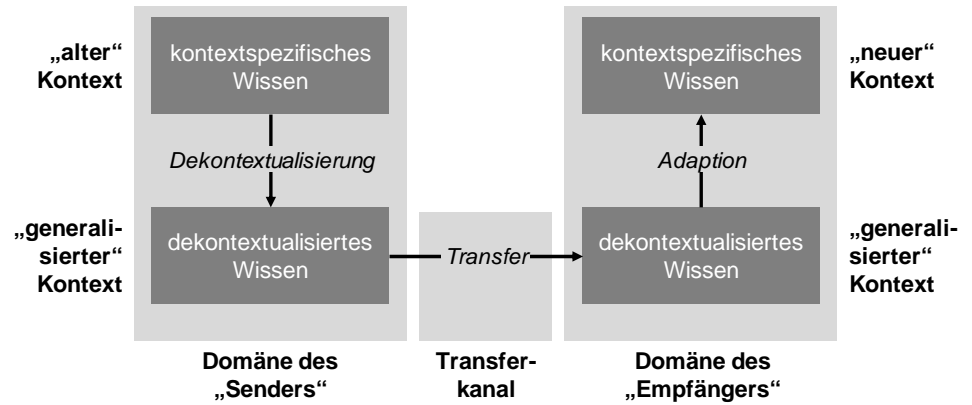 „alter“
Kontext
kontextspezifisches
Wissen
kontextspezifisches
Wissen
„neuer“
Kontext
Dekontextualisierung
Adaption
„generali-
sierter“
Kontext
dekontextualisiertes
Wissen
Transfer
dekontextualisiertes
Wissen
„generali-
sierter“
Kontext
Domäne des
„Senders“
Transfer-
kanal
Domäne des
„Empfängers“